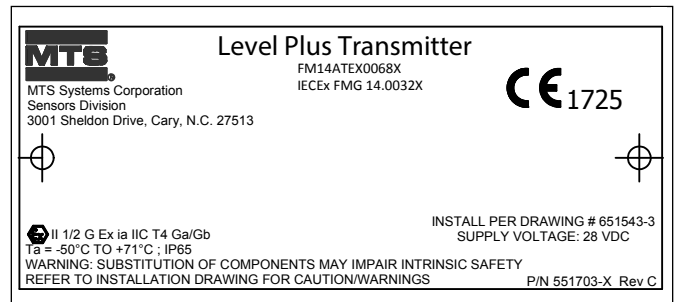 MTS
®
Level Plus Transmitter
FM14ATEX0068X
IECEx FMG 14.0032X
MTS Systems Corporation
Sensors Division
3001 Sheldon Drive, Cary, N.C. 27513
CE 1725
INSTALL PER DRAWING # 651543-3
SUPPLY VOLTAGE: 28 VDC
Ex II 1/2 G Ex ia IIC T4 Ga/Gb
Ta = -50°C TO +71°C ; IP65
WARNING: SUBSTITUTION OF COMPONENTS MAY IMPAIR INTRINSIC SAFETY
REFER TO INSTALLATION DRAWING FOR CAUTION/WARNINGS
P/N 551703-X Rev C